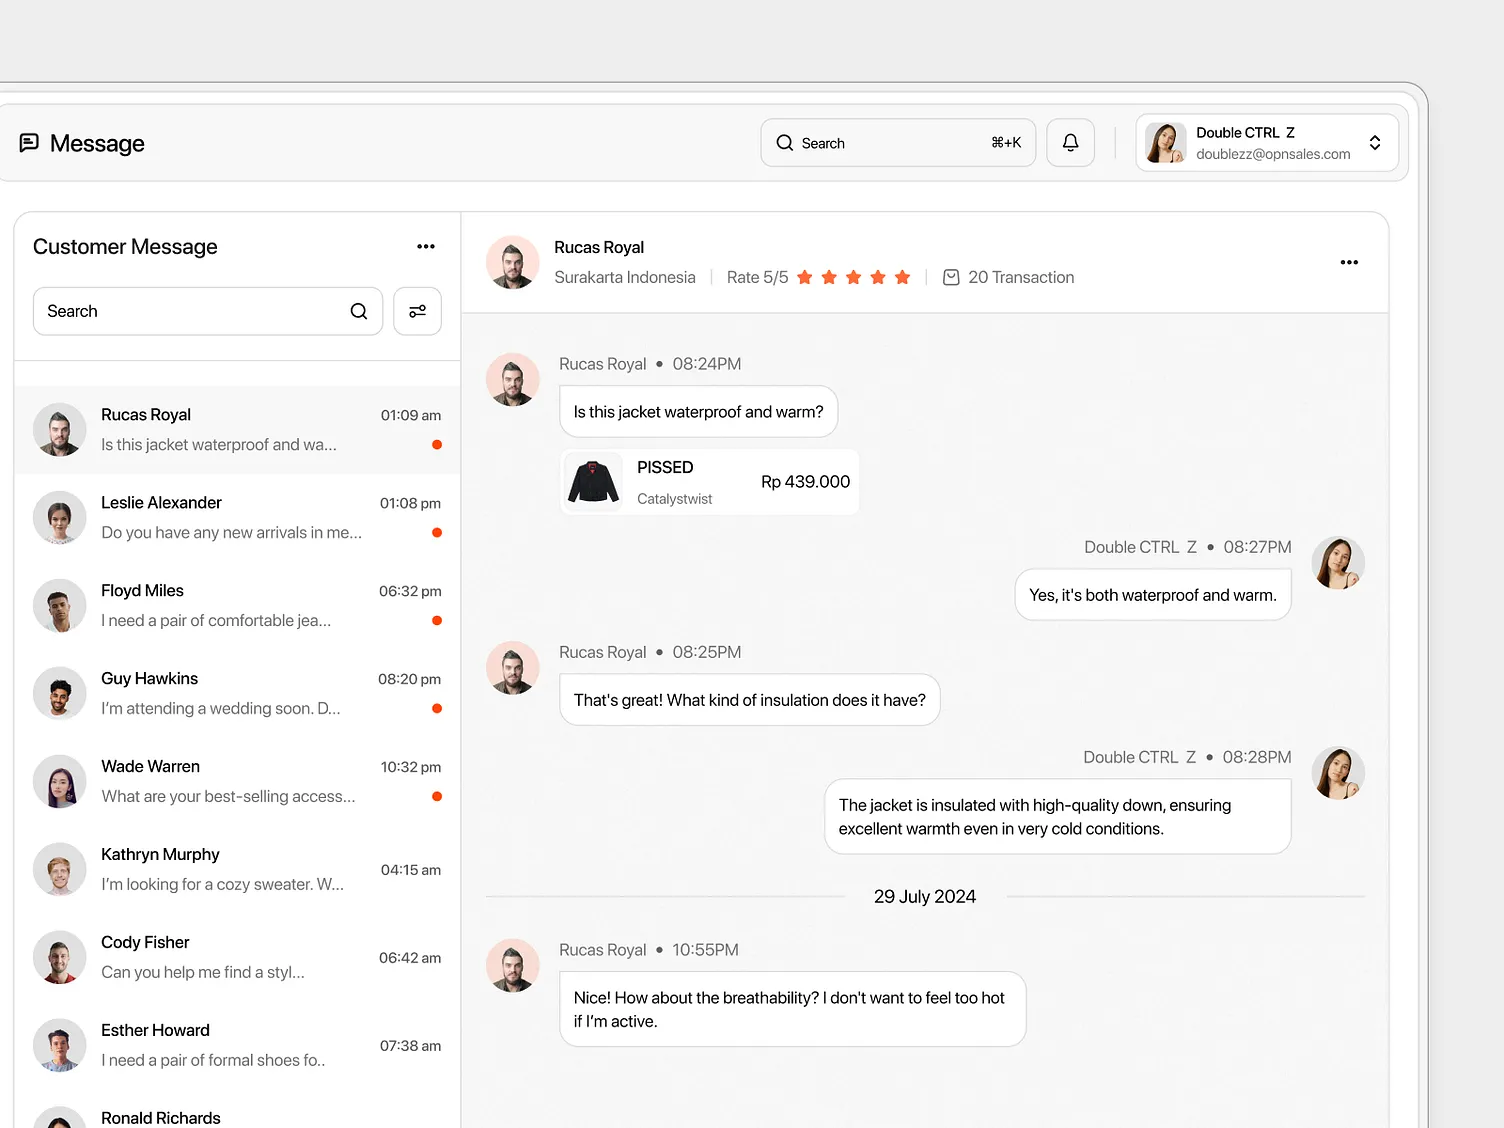 Message
Search
⌘+K
Double CTRL Z
doublezz@opnsales.com
Customer Message
Search
Rucas Royal
01:09 am
Is this jacket waterproof and wa...
Leslie Alexander
01:08 pm
Do you have any new arrivals in me...
Floyd Miles
06:32 pm
I need a pair of comfortable jea...
Guy Hawkins
08:20 pm
I'm attending a wedding soon. D...
Wade Warren
10:32 pm
What are your best-selling access...
Kathryn Murphy
04:15 am
I'm looking for a cozy sweater. W...
Cody Fisher
06:42 am
Can you help me find a styl...
Esther Howard
07:38 am
I need a pair of formal shoes fo..
Ronald Richards
Rucas Royal
Surakarta Indonesia
Rate 5/5
20 Transaction
Rucas Royal • 08:24PM
Is this jacket waterproof and warm?
PISSED
Catalystwist
Rp 439.000
Double CTRL Z • 08:27PM
Yes, it's both waterproof and warm.
Rucas Royal • 08:25PM
That's great! What kind of insulation does it have?
Double CTRL Z • 08:28PM
The jacket is insulated with high-quality down, ensuring
excellent warmth even in very cold conditions.
29 July 2024
Rucas Royal • 10:55PM
Nice! How about the breathability? I don't want to feel too hot
if I'm active.